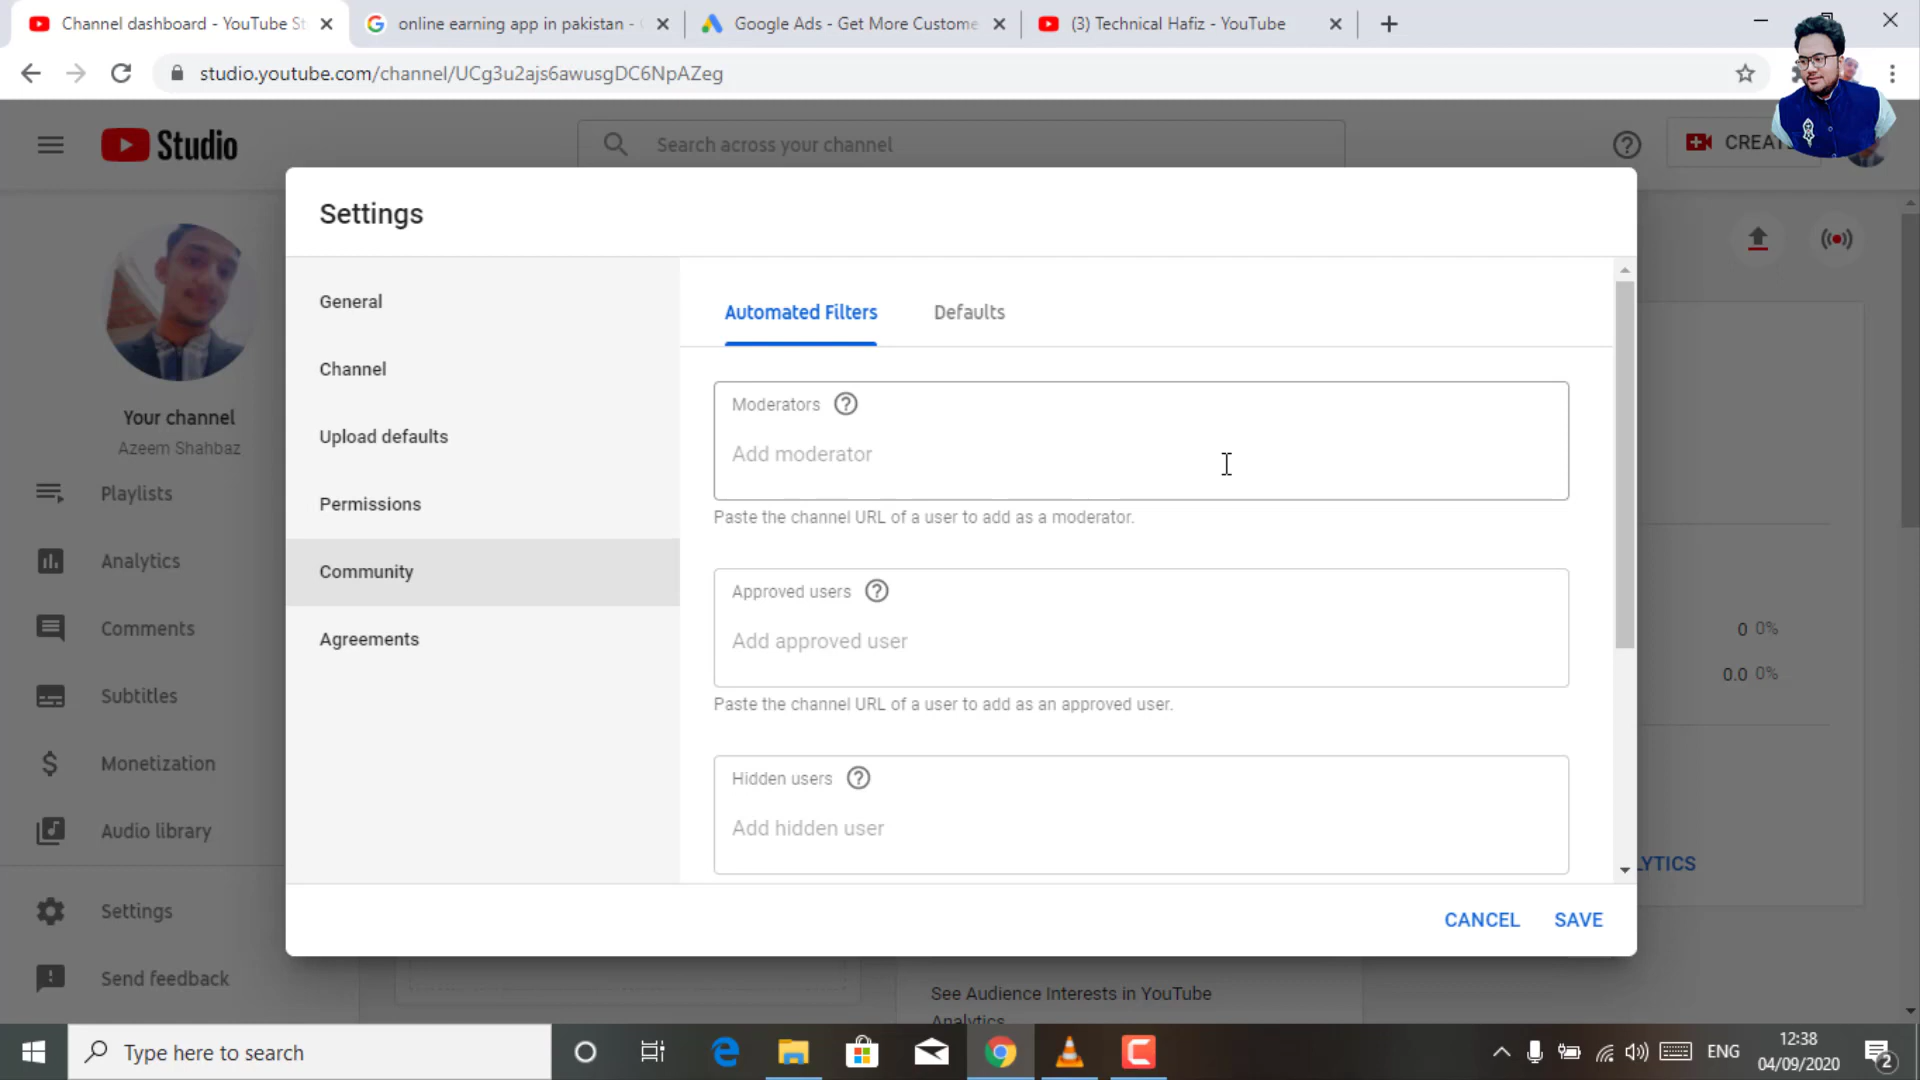 Channel dashboard - YouTube St
online earning app in pakistan -
Google Ads - Get More Custome
(3) Technical Hafiz - YouTube
studio.youtube.com/channel/UCg3u2ajs6awusgDC6NpAZeg
Studio
Search across your channel
CREAT
Settings
General
Channel
Upload defaults
Permissions
Community
Agreements
Automated Filters
Defaults
Moderators
Add moderator
Paste the channel URL of a user to add as a moderator.
Approved users
Add approved user
Paste the channel URL of a user to add as an approved user.
Hidden users
Add hidden user
CANCEL
SAVE
Your channel
Azeem Shahbaz
Playlists
Analytics
Comments
Subtitles
Monetization
Audio library
Settings
Send feedback
0 0%
0.0 0%
LYTICS
See Audience Interests in YouTube
Analytics
Type here to search
ENG
12:38
04/09/2020
2